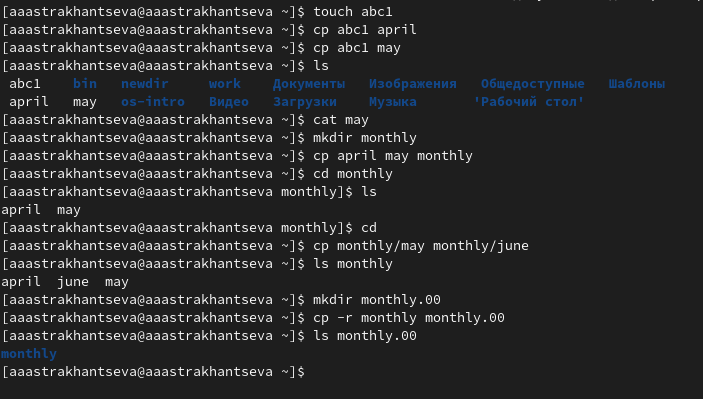 [aaastrakhantseva@aaastrakhantseva ~]$ touch abc1
[aaastrakhantseva@aaastrakhantseva ~]$ cp abc1 april
[aaastrakhantseva@aaastrakhantseva ~]$ cp abc1 may
[aaastrakhantseva@aaastrakhantseva ~]$ ls
abc1 bin newdir work Документы Изображения Общедоступные Шаблоны
april may os-intro Видео Загрузки Музыка 'Рабочий стол'
[aaastrakhantseva@aaastrakhantseva ~]$ cat may
[aaastrakhantseva@aaastrakhantseva ~]$ mkdir monthly
[aaastrakhantseva@aaastrakhantseva ~]$ cp april may monthly
[aaastrakhantseva@aaastrakhantseva ~]$ cd monthly
[aaastrakhantseva@aaastrakhantseva monthly]$ ls
april may
[aaastrakhantseva@aaastrakhantseva monthly]$ cd
[aaastrakhantseva@aaastrakhantseva ~]$ cp monthly/may monthly/june
[aaastrakhantseva@aaastrakhantseva ~]$ ls monthly
april june may
[aaastrakhantseva@aaastrakhantseva ~]$ mkdir monthly.00
[aaastrakhantseva@aaastrakhantseva ~]$ cp -r monthly monthly.00
[aaastrakhantseva@aaastrakhantseva ~]$ ls monthly.00
monthly
[aaastrakhantseva@aaastrakhantseva ~]$